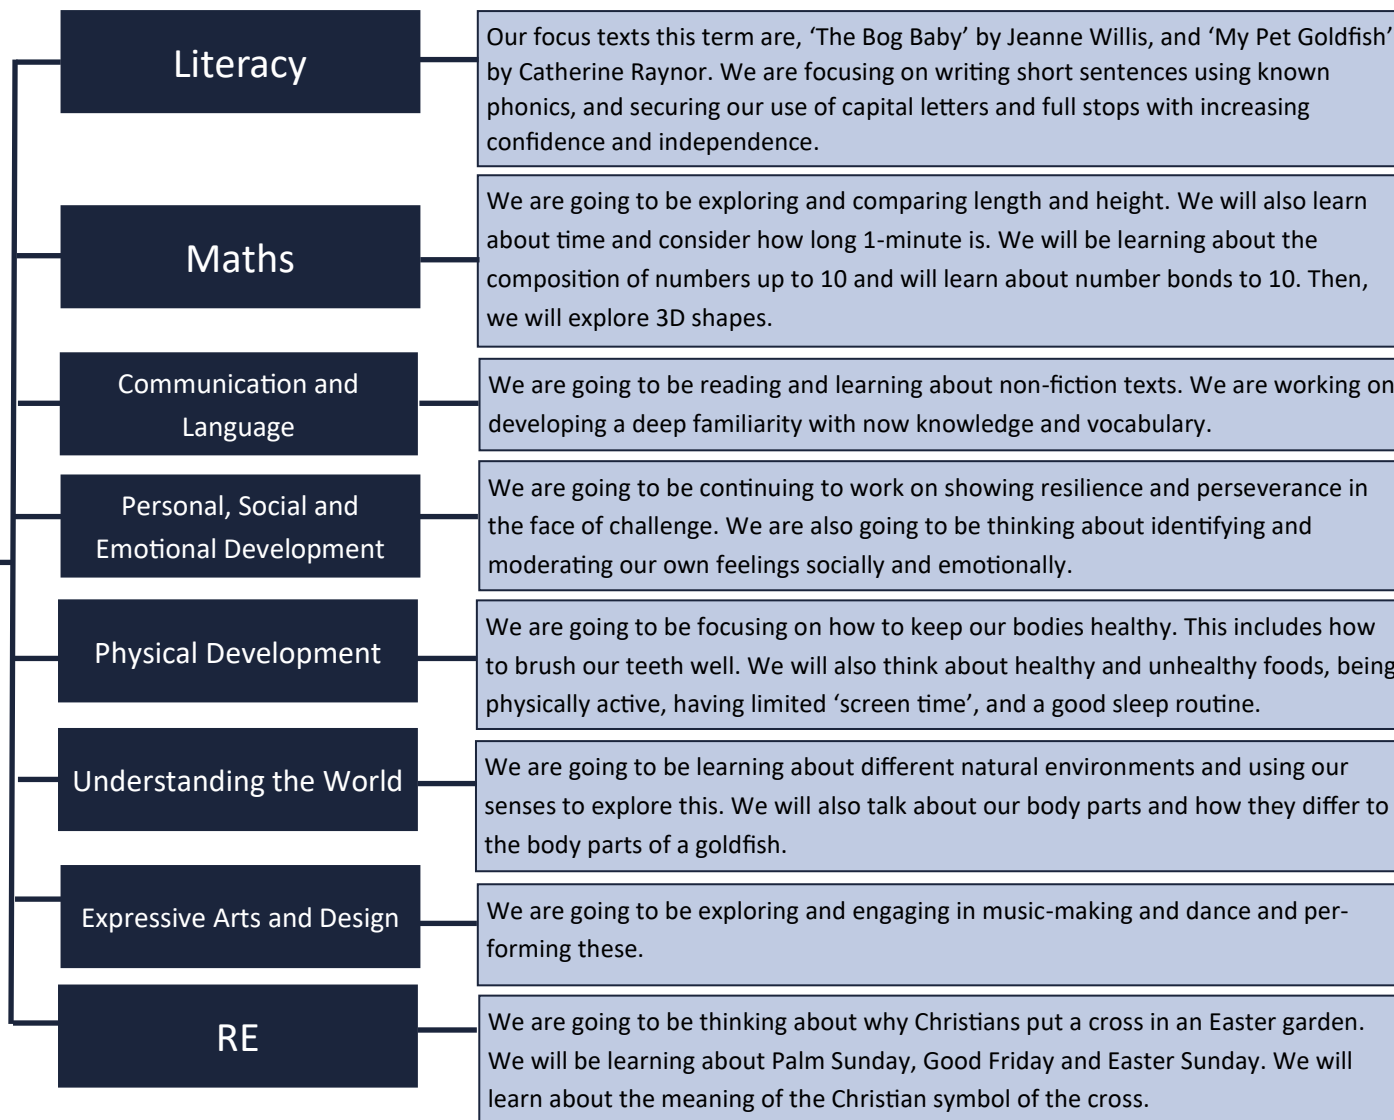 Literacy
Our focus texts this term are, ‘The Bog Baby’ by Jeanne Willis, and ‘My Pet Goldfish’
by Catherine Raynor. We are focusing on writing short sentences using known
phonics, and securing our use of capital letters and full stops with increasing
confidence and independence.
Maths
We are going to be exploring and comparing length and height. We will also learn
about time and consider how long 1-minute is. We will be learning about the
composition of numbers up to 10 and will learn about number bonds to 10. Then,
we will explore 3D shapes.
Communication and
Language
We are going to be reading and learning about non-fiction texts. We are working on
developing a deep familiarity with now knowledge and vocabulary.
Personal, Social and
Emotional Development
We are going to be continuing to work on showing resilience and perseverance in
the face of challenge. We are also going to be thinking about identifying and
moderating our own feelings socially and emotionally.
Physical Development
We are going to be focusing on how to keep our bodies healthy. This includes how
to brush our teeth well. We will also think about healthy and unhealthy foods, being
physically active, having limited ‘screen time’, and a good sleep routine.
Understanding the World
We are going to be learning about different natural environments and using our
senses to explore this. We will also talk about our body parts and how they differ to
the body parts of a goldfish.
Expressive Arts and Design
We are going to be exploring and engaging in music-making and dance and per-
forming these.
RE
We are going to be thinking about why Christians put a cross in an Easter garden.
We will be learning about Palm Sunday, Good Friday and Easter Sunday. We will
learn about the meaning of the Christian symbol of the cross.